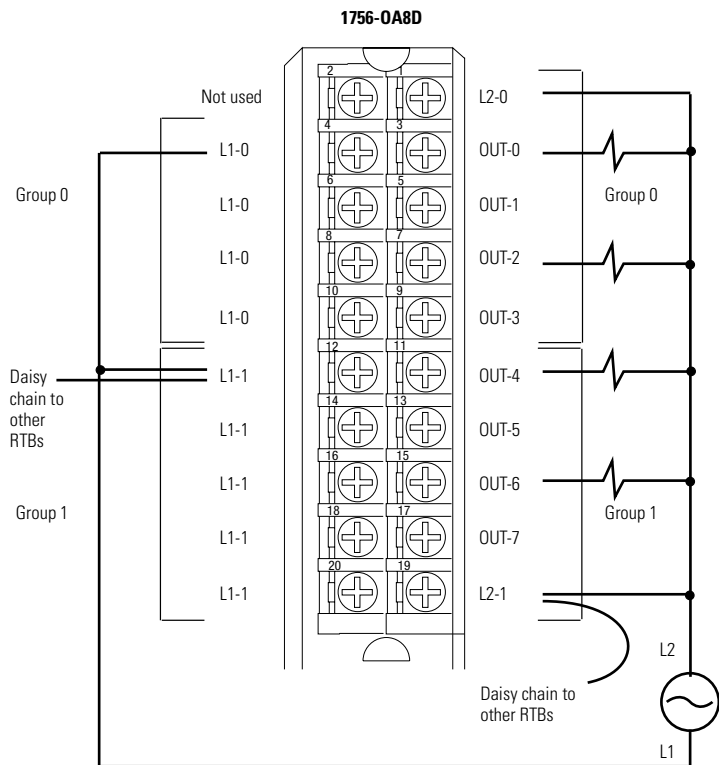 1756-OA8D
2 1
Not used L2-0
4 3
L1-0 OUT-0
Group 0 Group 0
6 5
L1-0 OUT-1
8 7
L1-0 OUT-2
10 9
L1-0 OUT-3
12 11
L1-1 OUT-4
Daisy
chain to
other
RTBs
14 13
L1-1 OUT-5
16 15
L1-1 OUT-6
Group 1 Group 1
18 17
L1-1 OUT-7
20 19
L1-1 L2-1
L2
Daisy chain to
other RTBs
L1